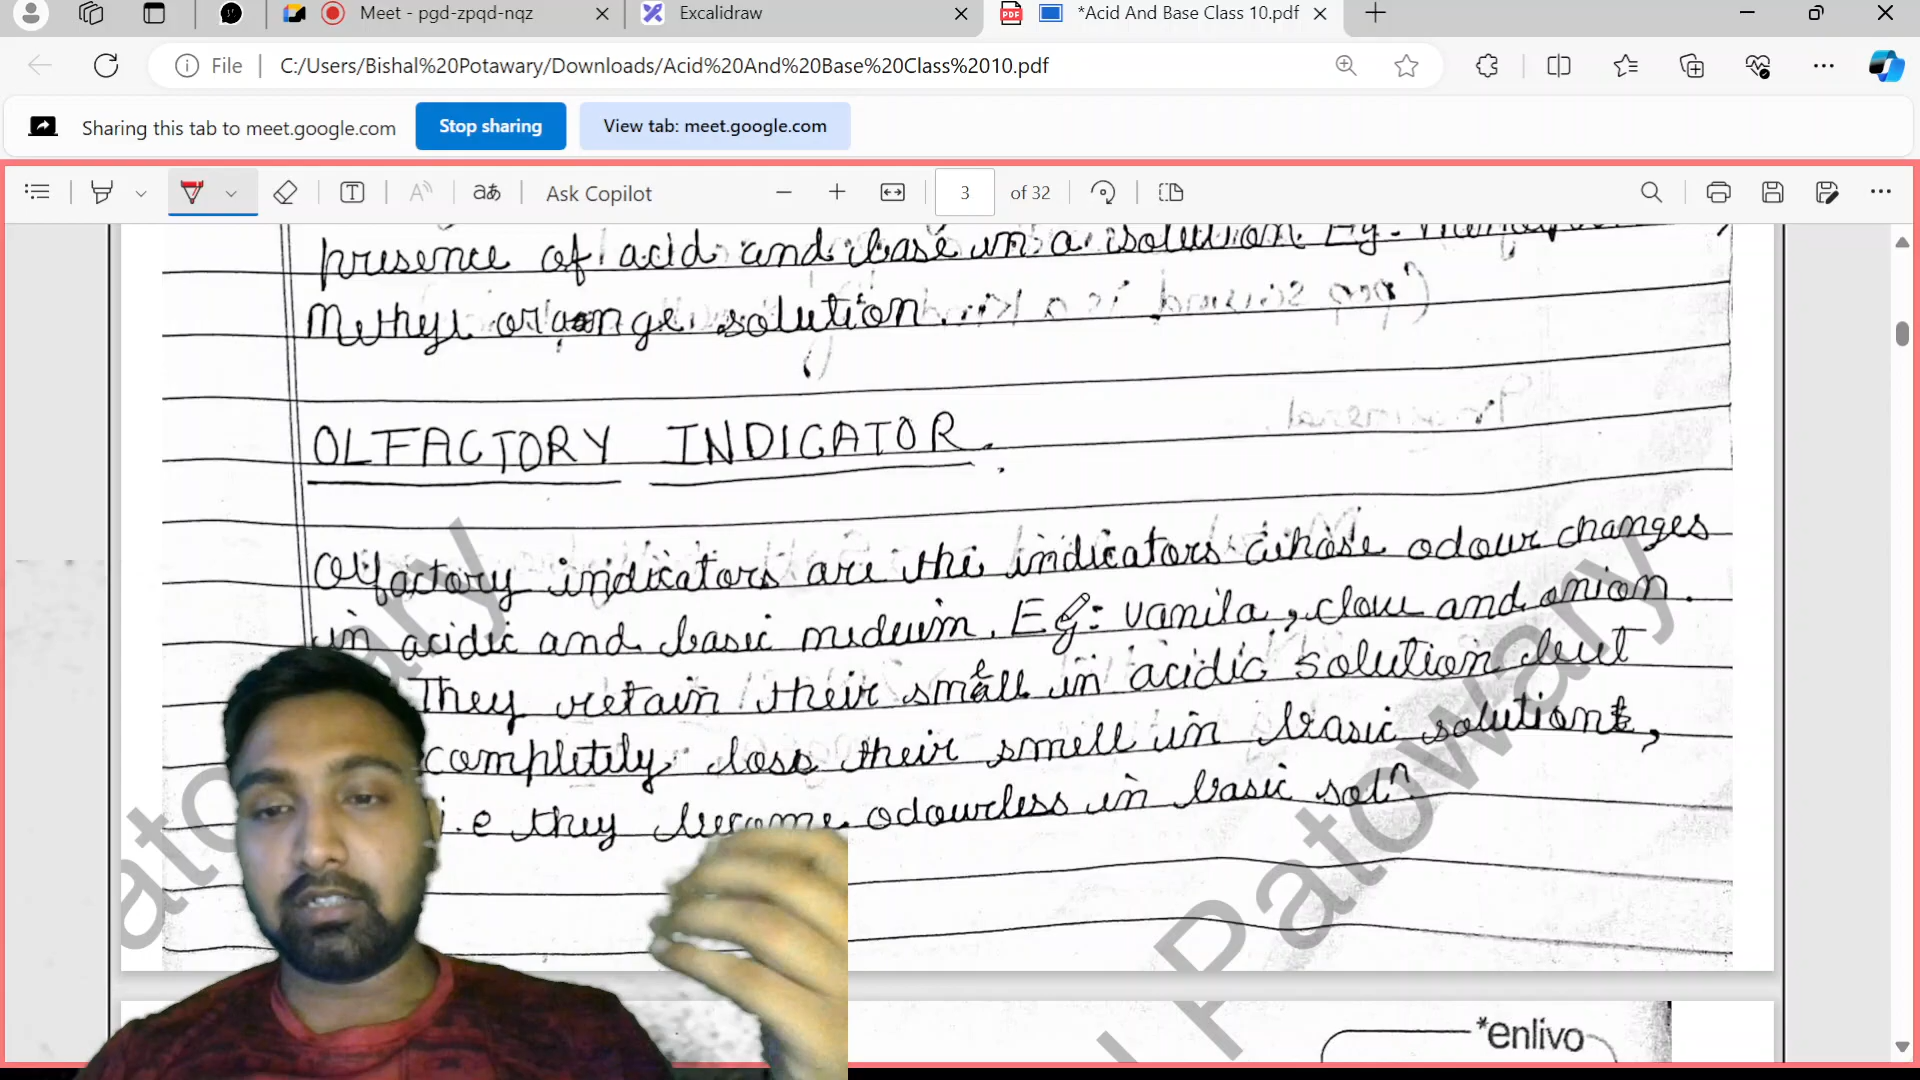 Meet - pgd-zpqd-nqz
Excalidraw
*Acid And Base Class 10.pdf
File
C:/Users/Bishal%20Potawary/Downloads/Acid%20And%20Base%20Class%2010.pdf
Sharing this tab to meet.google.com
Stop sharing
View tab: meet.google.com
Ask Copilot
3 of 32
presence of acid and base in a solution. Eg:
Methyl orange solution.
OLFACTORY INDICATOR.
Olfactory indicators are the indicators whose odour changes
in acidic and basic medium. Eg: vanila, clove and onion.
They retain their smell in acidic solution but
completely loss their smell in basic solutions,
i.e they become odourless in basic solⁿ
Patowary
*enlivo